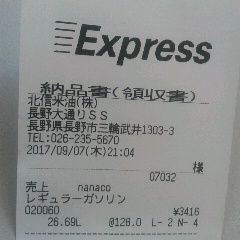 Express
納品書(領収書)
北信米油(株)
長野大通りSS
長野県長野市三輪武井1303-3
TEL:026-235-5670
2017/09/07(木)21:04
様
07032
売上 nanaco
レギュラーガソリン
020060 ¥3416
26.69L @128.0 L-2 N-4